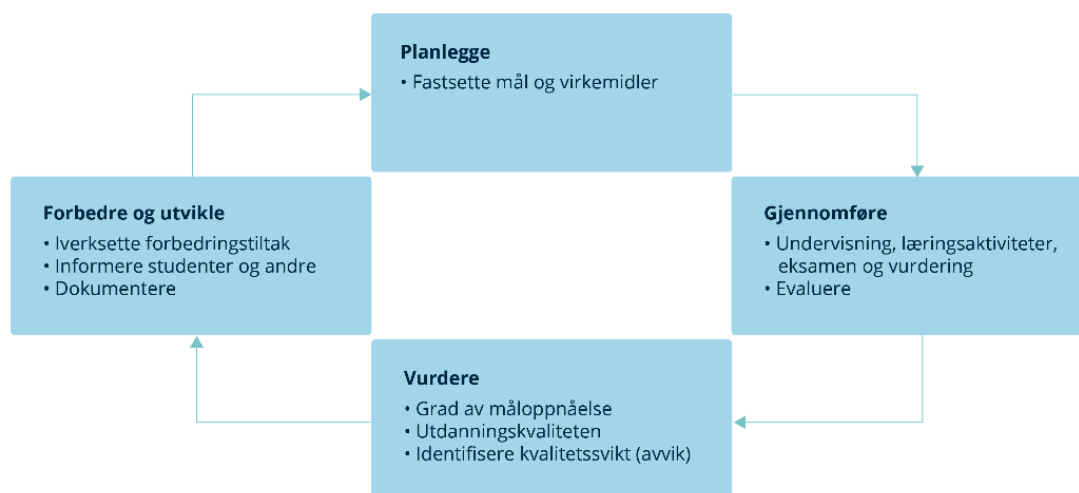 Planlegge
• Fastsette mål og virkemidler
Gjennomføre
• Undervisning, læringsaktiviteter,
eksamen og vurdering
• Evaluere
Vurdere
• Grad av måloppnåelse
• Utdanningskvaliteten
• Identifisere kvalitetssvikt (avvik)
Forbedre og utvikle
• Iverksette forbedringstiltak
• Informere studenter og andre
• Dokumentere